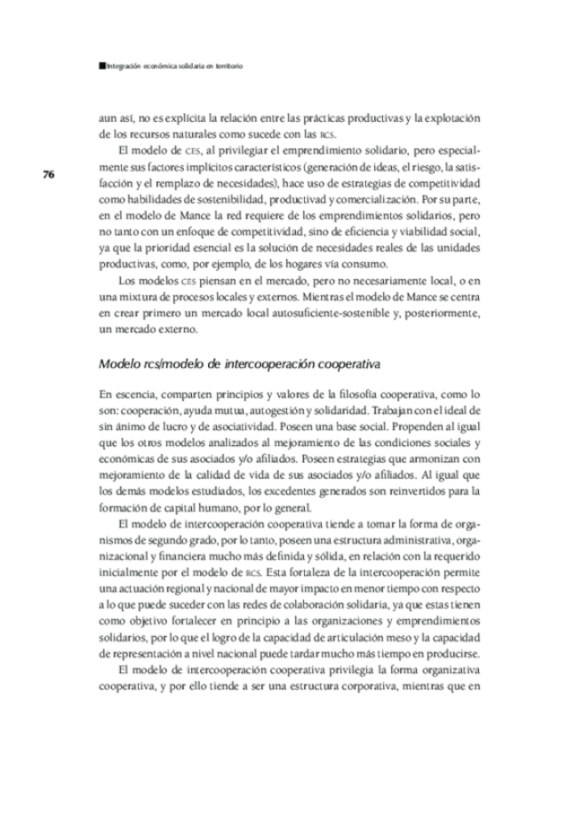 ■Integración económica solidaria en territorio
aun así, no es explícita la relación entre las prácticas productivas y la explotación
de los recursos naturales como sucede con las RCS.
El modelo de CES, al privilegiar el emprendimiento solidario, pero especial-
76
mente sus factores implícitos característicos (generación de ideas, el riesgo, la satis-
facción y el remplazo de necesidades), hace uso de estrategias de competitividad
como habilidades de sostenibilidad, productivad y comercialización. Por su parte,
en el modelo de Mance la red requiere de los emprendimientos solidarios, pero
no tanto con un enfoque de competitividad, sino de eficiencia y viabilidad social,
ya que la prioridad esencial es la solución de necesidades reales de las unidades
productivas, como, por ejemplo, de los hogares vía consumo.
Los modelos CES piensan en el mercado, pero no necesariamente local, o en
una mixtura de procesos locales y externos. Mientras el modelo de Mance se centra
en crear primero un mercado local autosuficiente-sostenible y, posteriormente,
un mercado externo.
Modelo rcs/modelo de intercooperación cooperativa
En escencia, comparten principios y valores de la filosofía cooperativa, como lo
son: cooperación, ayuda mutua, autogestión y solidaridad. Trabajan con el ideal de
sin ánimo de lucro y de asociatividad. Poseen una base social. Propenden al igual
que los otros modelos analizados al mejoramiento de las condiciones sociales y
económicas de sus asociados y/o afiliados. Poseen estrategias que armonizan con
mejoramiento de la calidad de vida de sus asociados y/o afiliados. Al igual que
los demás modelos estudiados, los excedentes generados son reinvertidos para la
formación de capital humano, por lo general.
El modelo de intercooperación cooperativa tiende a tomar la forma de orga-
nismos de segundo grado, por lo tanto, poseen una estructura administrativa, orga-
nizacional y financiera mucho más definida y sólida, en relación con la requerido
inicialmente por el modelo de RCS. Esta fortaleza de la intercooperación permite
una actuación regional y nacional de mayor impacto en menor tiempo con respecto
a lo que puede suceder con las redes de colaboración solidaria, ya que estas tienen
como objetivo fortalecer en principio a las organizaciones y emprendimientos
solidarios, por lo que el logro de la capacidad de articulación meso y la capacidad
de representación a nivel nacional puede tardar mucho más tiempo en producirse.
El modelo de intercooperación cooperativa privilegia la forma organizativa
cooperativa, y por ello tiende a ser una estructura corporativa, mientras que en